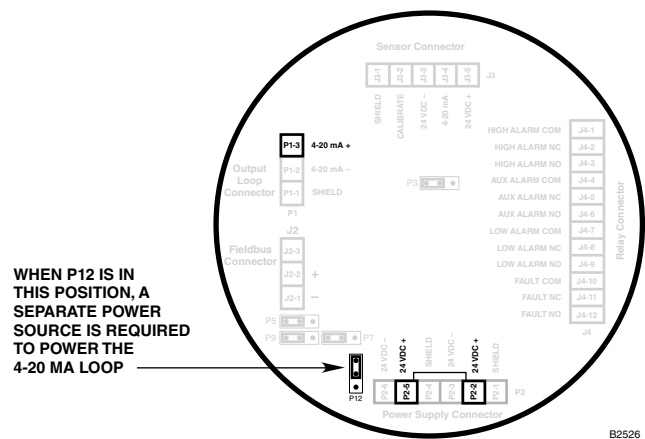 Sensor Connector
J3-1 J3-2 J3-3 J3-4 J3-5 J3
SHIELD
CALIBRATE
24 VDC –
4-20 mA
24 VDC +
P1-3 4-20 mA +
P1-2 4-20 mA –
P1-1 SHIELD
Output
Loop
Connector
P1
J2
Fieldbus
Connector
J2-3
J2-2 +
J2-1 –
P3
P5
P9 P7
P12
HIGH ALARM COM J4-1
HIGH ALARM NC J4-2
HIGH ALARM NO J4-3
AUX ALARM COM J4-4
AUX ALARM NC J4-5
AUX ALARM NO J4-6
LOW ALARM COM J4-7
LOW ALARM NC J4-8
LOW ALARM NO J4-9
FAULT COM J4-10
FAULT NC J4-11
FAULT NO J4-12
J4
Relay Connector
WHEN P12 IS IN
THIS POSITION, A
SEPARATE POWER
SOURCE IS REQUIRED
TO POWER THE
4-20 MA LOOP
24 VDC –
24 VDC +
SHIELD
24 VDC –
24 VDC +
SHIELD
P2-6 P2-5 P2-4 P2-3 P2-2 P2-1 P2
Power Supply Connector
B2526